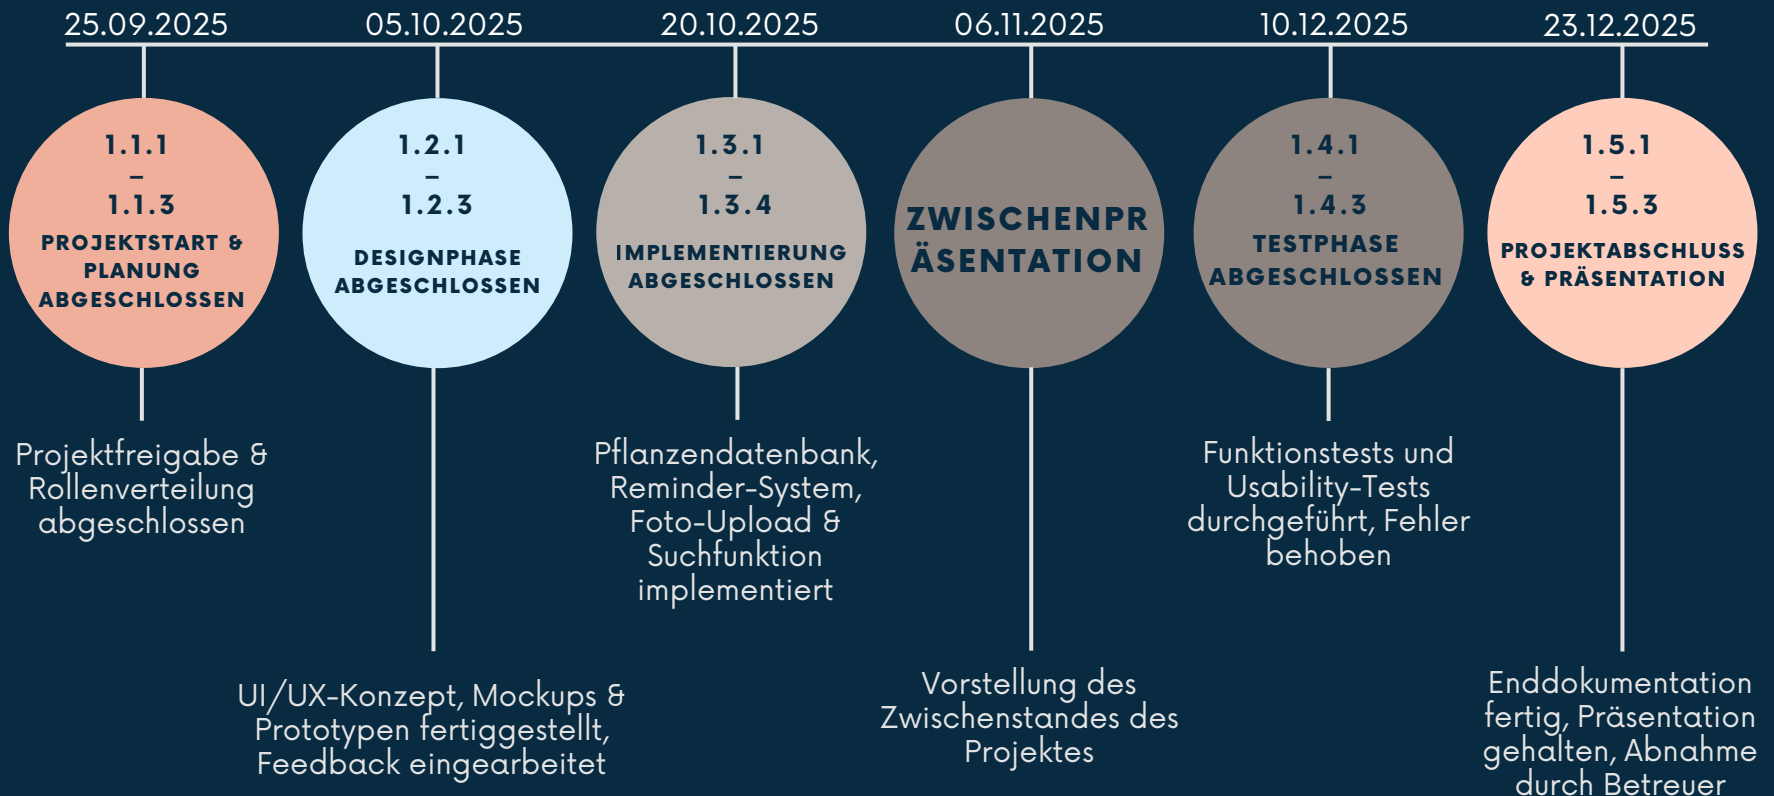 25.09.2025
05.10.2025
20.10.2025
06.11.2025
10.12.2025
23.12.2025
1.1.1
–
1.1.3
PROJEKTSTART &
PLANUNG
ABGESCHLOSSEN
1.2.1
–
1.2.3
DESIGNPHASE
ABGESCHLOSSEN
1.3.1
–
1.3.4
IMPLEMENTIERUNG
ABGESCHLOSSEN
ZWISCHENPR
ÄSENTATION
1.4.1
–
1.4.3
TESTPHASE
ABGESCHLOSSEN
1.5.1
–
1.5.3
PROJEKTABSCHLUSS
& PRÄSENTATION
Projektfreigabe &
Rollenverteilung
abgeschlossen
UI/UX-Konzept, Mockups &
Prototypen fertiggestellt,
Feedback eingearbeitet
Pflanzendatenbank,
Reminder-System,
Foto-Upload &
Suchfunktion
implementiert
Vorstellung des
Zwischenstandes des
Projektes
Funktionstests und
Usability-Tests
durchgeführt, Fehler
behoben
Enddokumentation
fertig, Präsentation
gehalten, Abnahme
durch Betreuer